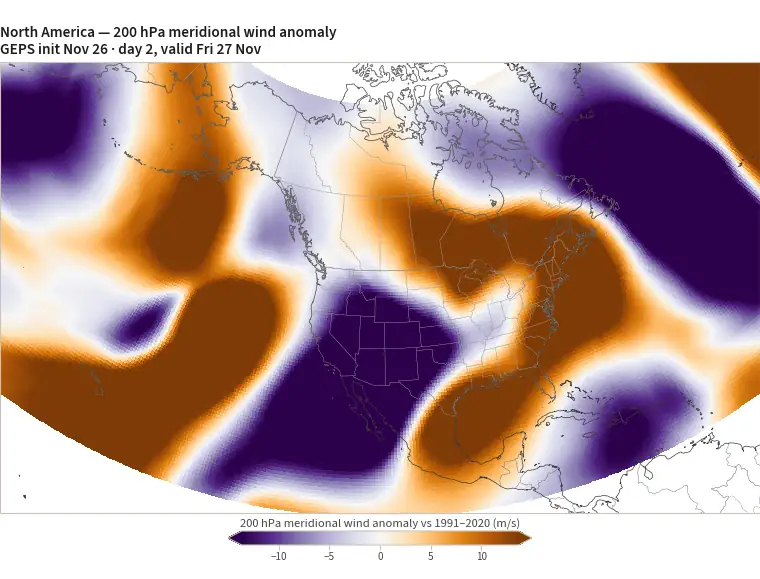 North America — 200 hPa meridional wind anomaly
GEPS init Nov 26 · day 2, valid Fri 27 Nov
200 hPa meridional wind anomaly vs 1991–2020 (m/s)
−10 −5 0 5 10